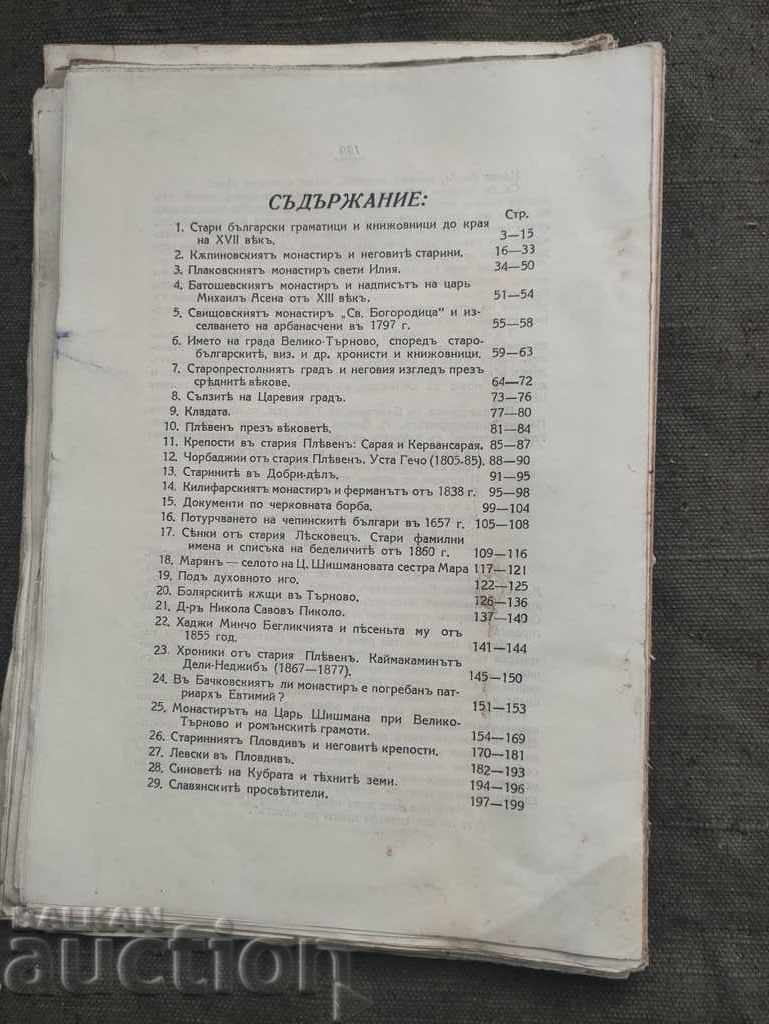 СЪДЪРЖАНИЕ:
Стр.
1. Стари български граматици и книжовници до края
на XVII вѣкъ. 3—15
2. Кѫпиновскиятъ монастиръ и неговитѣ старини. 16—33
3. Плаковскиятъ монастиръ свети Илия. 34—50
4. Батошевскиятъ монастиръ и надписътъ на царь
Михаилъ Асена отъ XIII вѣкъ. 51—54
5. Свищовскиятъ монастиръ „Св. Богородица" и из-
селването на арбанасчени въ 1797 г. 55—58
6. Името на града Велико-Търново, споредъ старо-
българскитѣ, виз. и др. хронисти и книжовници. 59—63
7. Старопрестолниятъ градъ и неговия изгледъ презъ
срѣднитѣ вѣкове. 64—72
8. Сълзитѣ на Царевия градъ. 73—76
9. Кладата. 77—80
10. Плѣвенъ презъ вѣковетѣ. 81—84
11. Крепости въ стария Плѣвенъ: Сарая и Кервансарая. 85—87
12. Чорбаджии отъ стария Плѣвенъ. Уста Гечо (1805-85). 88—90
13. Старинитѣ въ Добри-дѣлъ. 91—95
14. Килифарскиятъ монастиръ и ферманътъ отъ 1838 г. 95—98
15. Документи по черковната борба. 99—104
16. Потурчването на чепинскитѣ българи въ 1657 г. 105—108
17. Сѣнки отъ стария Лѣсковецъ. Стари фамилни
имена и списъка на беделичитѣ отъ 1860 г. 109—116
18. Марянъ — селото на Ц. Шишмановата сестра Мара 117—121
19. Подъ духовното иго. 122—125
20. Болярскитѣ кѫщи въ Търново. 126—136
21. Д-ръ Никола Савовъ Пиколо. 137—140
22. Хаджи Минчо Бегликчията и песеньта му отъ
1855 год. 141—144
23. Хроники отъ стария Плѣвенъ. Каймакаминътъ
Дели-Неджибъ (1867—1877). 145—150
24. Въ Бачковскиятъ ли монастиръ е погребанъ пат-
риархъ Евтимий? 151—153
25. Монастирътъ на Царь Шишмана при Велико-
Търново и ромънскитѣ грамоти. 154—169
26. Старинниятъ Пловдивъ и неговитѣ крепости. 170—181
27. Левски въ Пловдивъ. 182—193
28. Синоветѣ на Кубрата и тѣхнитѣ земи. 194—196
29. Славянскитѣ просвѣтители. 197—199
BALKAN
auction